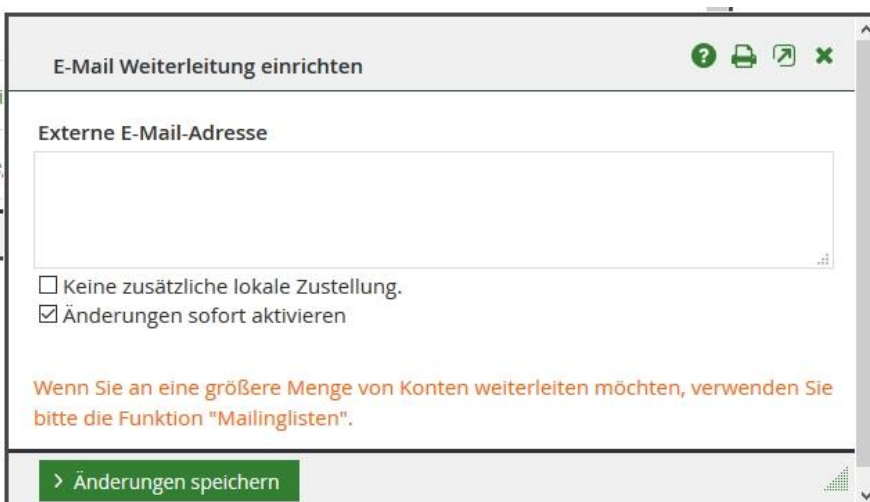 E-Mail Weiterleitung einrichten
Externe E-Mail-Adresse
Keine zusätzliche lokale Zustellung.
Änderungen sofort aktivieren
Wenn Sie an eine größere Menge von Konten weiterleiten möchten, verwenden Sie
bitte die Funktion "Mailinglisten".
> Änderungen speichern